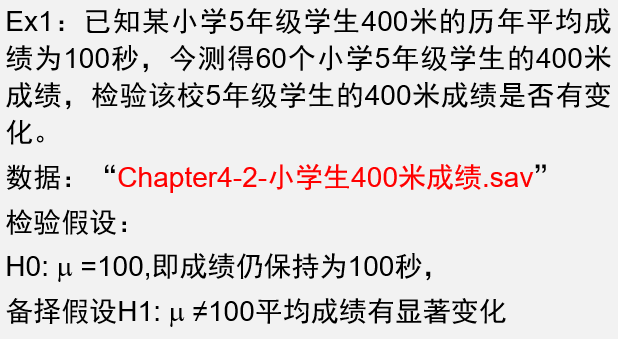 Ex1：已知某小学5年级学生400米的历年平均成
绩为100秒，今测得60个小学5年级学生的400米
成绩，检验该校5年级学生的400米成绩是否有变
化。
数据：“Chapter4-2-小学生400米成绩.sav”
检验假设：
H0: μ =100,即成绩仍保持为100秒，
备择假设H1: μ ≠100平均成绩有显著变化